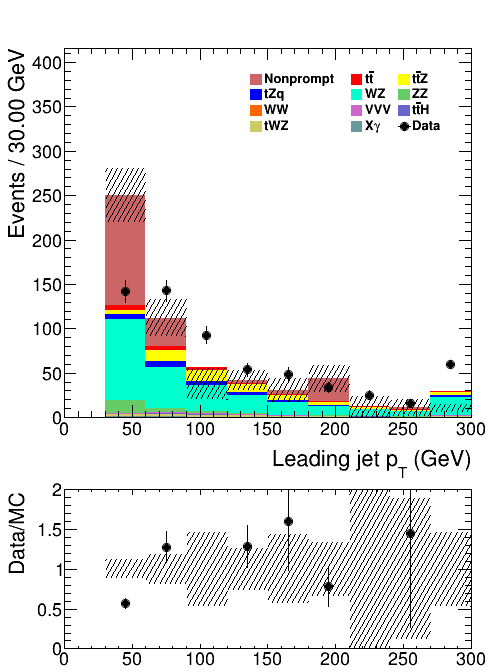 Events / 30.00 GeV
400
350
300
250
200
150
100
50
0
Nonprompt tt̄ tt̄Z
tZq WZ ZZ
WW VVV tt̄H
tWZ Xγ Data
0 50 100 150 200 250 300
Leading jet p_T (GeV)
Data/MC
2
1.5
1
0.5
0
0 50 100 150 200 250 300